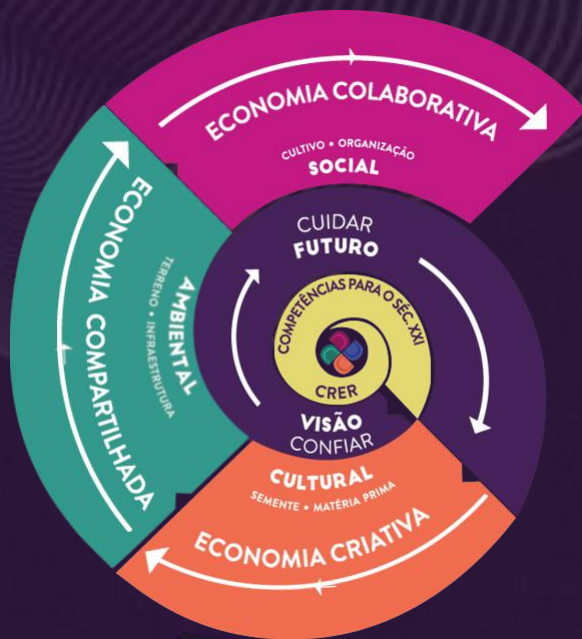 ECONOMIA COLABORATIVA
CULTIVO • ORGANIZAÇÃO
SOCIAL
CUIDAR
FUTURO
COMPETÊNCIAS PARA O SÉC. XXI
CRER
VISÃO
CONFIAR
ECONOMIA COMPARTILHADA
AMBIENTAL
TERRENO • INFRAESTRUTURA
CULTURAL
SEMENTE • MATÉRIA PRIMA
ECONOMIA CRIATIVA